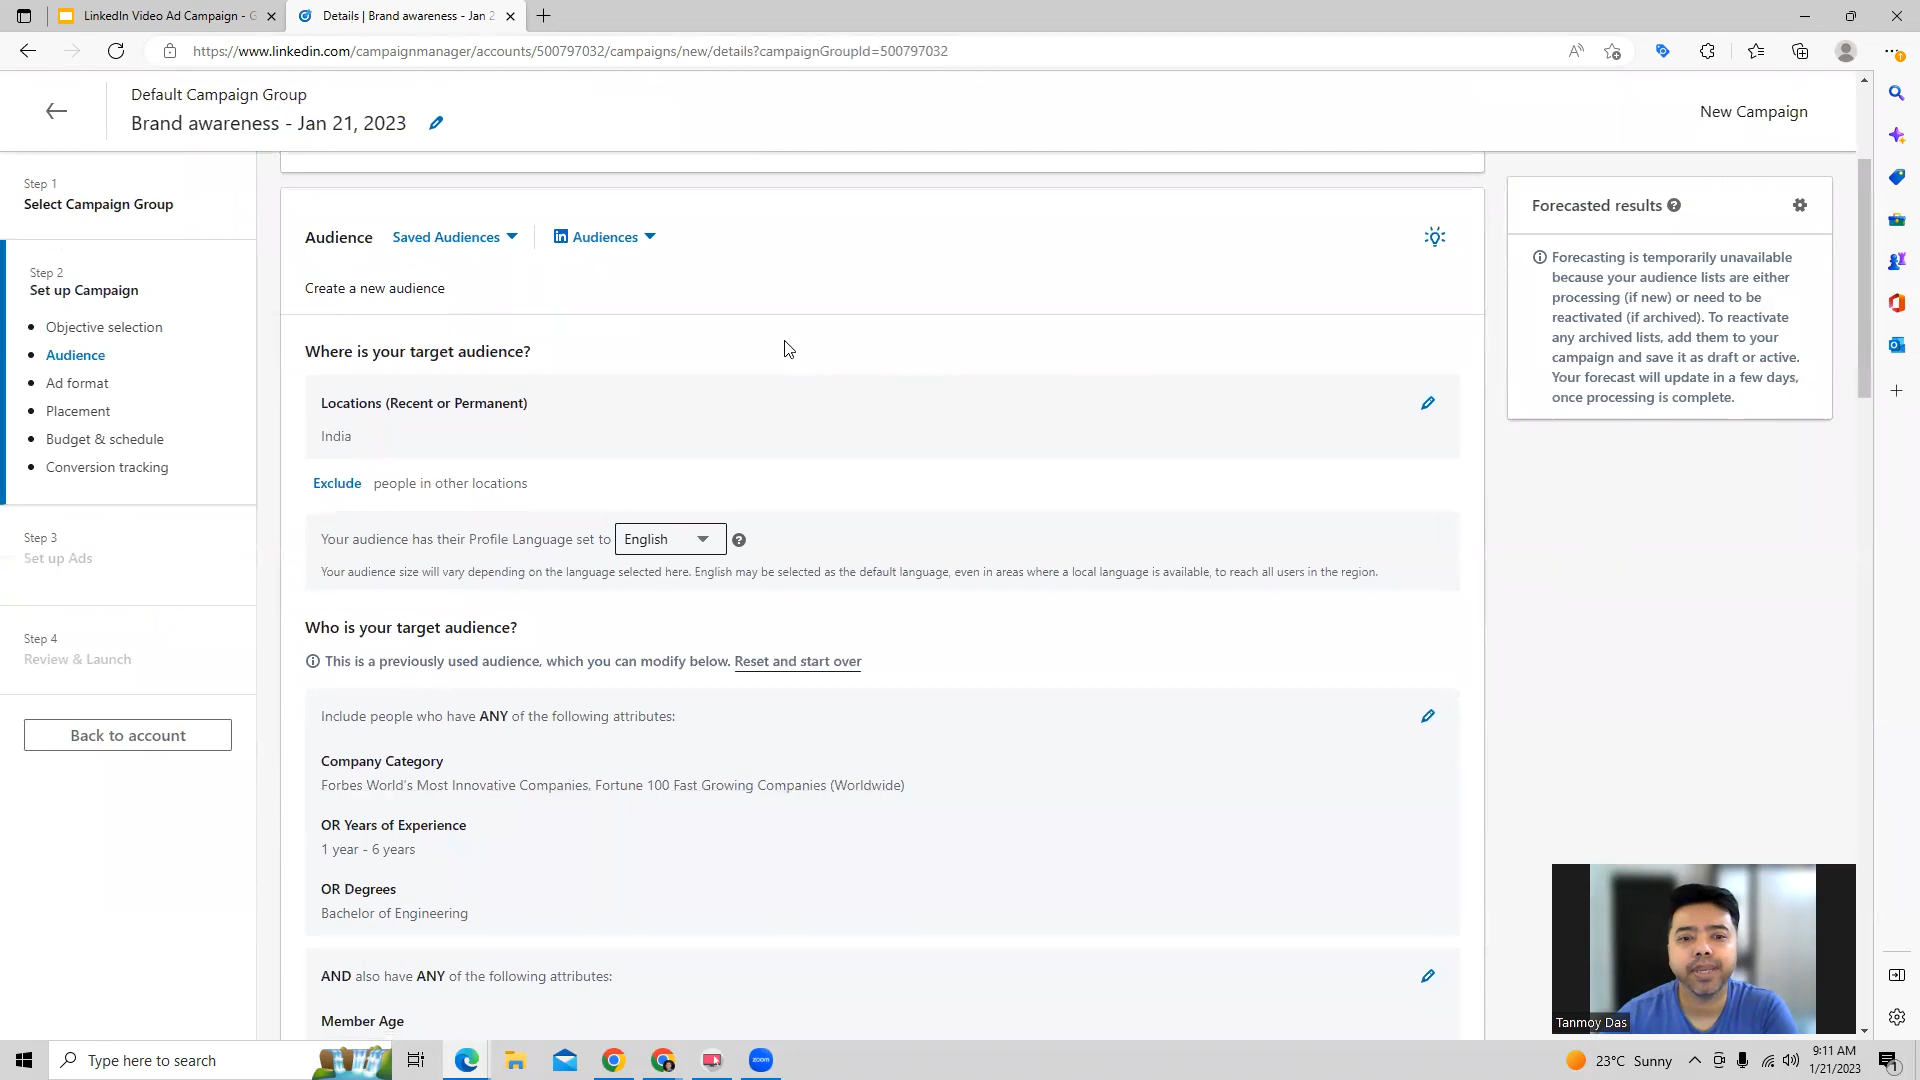 LinkedIn Video Ad Campaign - G
Details | Brand awareness - Jan 2
https://www.linkedin.com/campaignmanager/accounts/500797032/campaigns/new/details?campaignGroupId=500797032
Default Campaign Group
Brand awareness - Jan 21, 2023
New Campaign
Step 1
Select Campaign Group
Step 2
Set up Campaign
Objective selection
Audience
Ad format
Placement
Budget & schedule
Conversion tracking
Step 3
Set up Ads
Step 4
Review & Launch
Back to account
Audience
Saved Audiences
in Audiences
Create a new audience
Where is your target audience?
Locations (Recent or Permanent)
India
Exclude people in other locations
Your audience has their Profile Language set to English
Your audience size will vary depending on the language selected here. English may be selected as the default language, even in areas where a local language is available, to reach all users in the region.
Who is your target audience?
This is a previously used audience, which you can modify below. Reset and start over
Include people who have ANY of the following attributes:
Company Category
Forbes World's Most Innovative Companies, Fortune 100 Fast Growing Companies (Worldwide)
OR Years of Experience
1 year - 6 years
OR Degrees
Bachelor of Engineering
AND also have ANY of the following attributes:
Member Age
Forecasted results
Forecasting is temporarily unavailable
because your audience lists are either
processing (if new) or need to be
reactivated (if archived). To reactivate
any archived lists, add them to your
campaign and save it as draft or active.
Your forecast will update in a few days,
once processing is complete.
Tanmoy Das
Type here to search
zoom
23°C Sunny
9:11 AM
1/21/2023
1